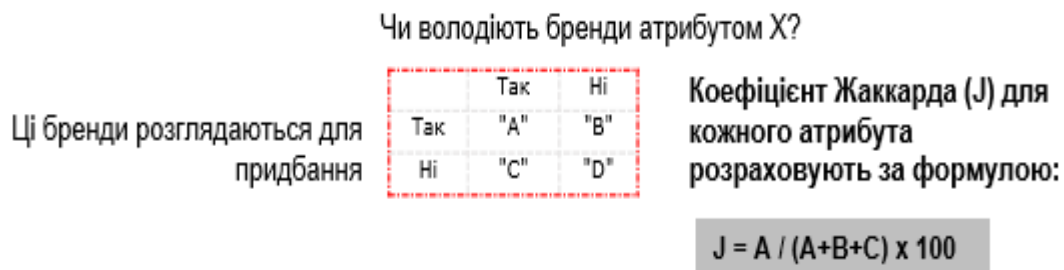 Чи володіють бренди атрибутом X?
Так Ні
Ці бренди розглядаються для придбання
Так "A" "B"
Ні "C" "D"
Коефіцієнт Жаккарда (J) для
кожного атрибута
розраховують за формулою:
J = A / (A+B+C) x 100